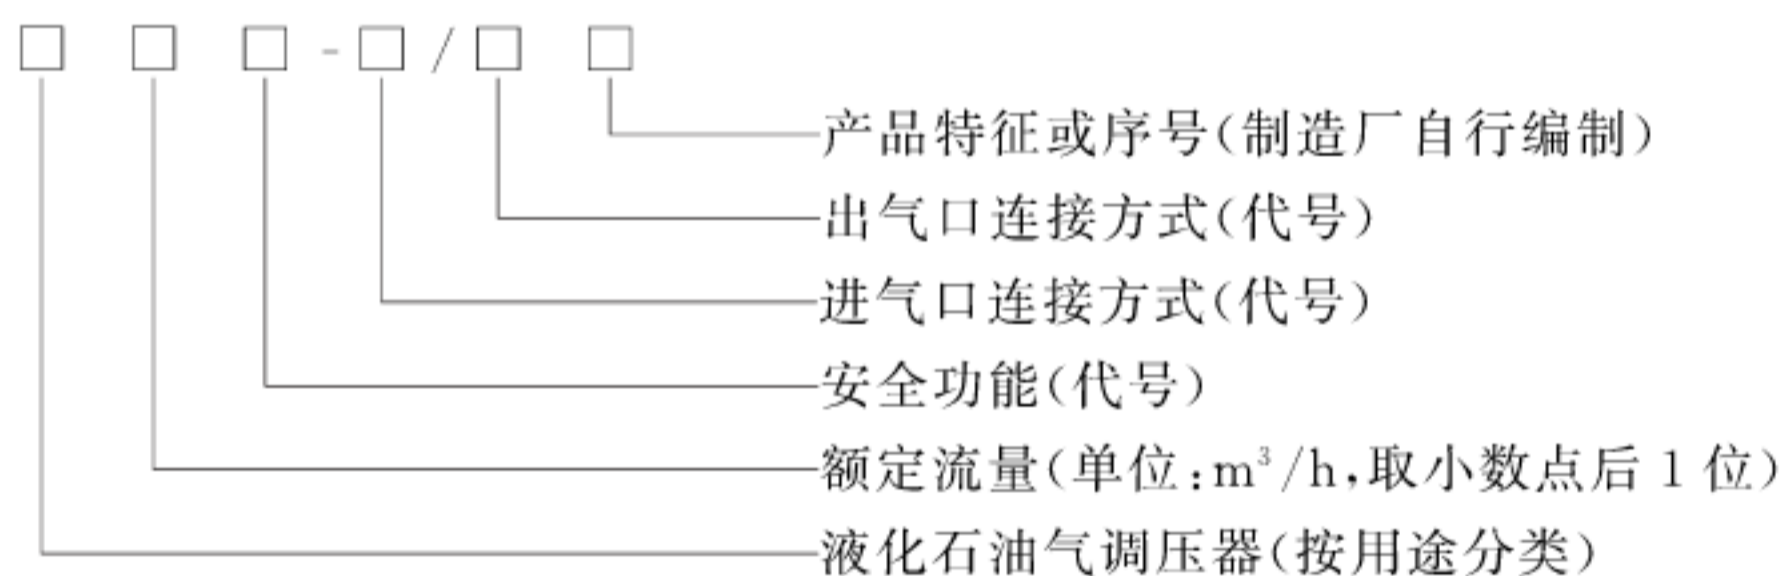 □ □ □-□/□ □
产品特征或序号(制造厂自行编制)
出气口连接方式(代号)
进气口连接方式(代号)
安全功能(代号)
额定流量(单位:m³/h,取小数点后 1 位)
液化石油气调压器(按用途分类)